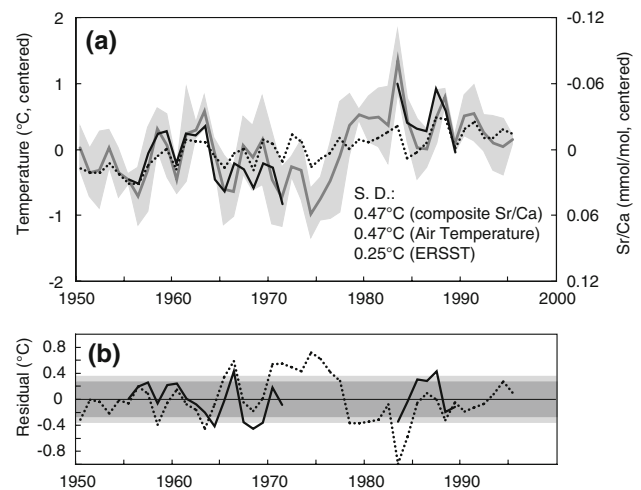 (a)
Temperature (°C, centered)
2
1
0
-1
-2
Sr/Ca (mmol/mol, centered)
-0.12
-0.06
0
0.06
0.12
S. D.:
0.47°C (composite Sr/Ca)
0.47°C (Air Temperature)
0.25°C (ERSST)
1950 1960 1970 1980 1990 2000
(b)
Residual (°C)
0.8
0.4
0
-0.4
-0.8
1950 1960 1970 1980 1990